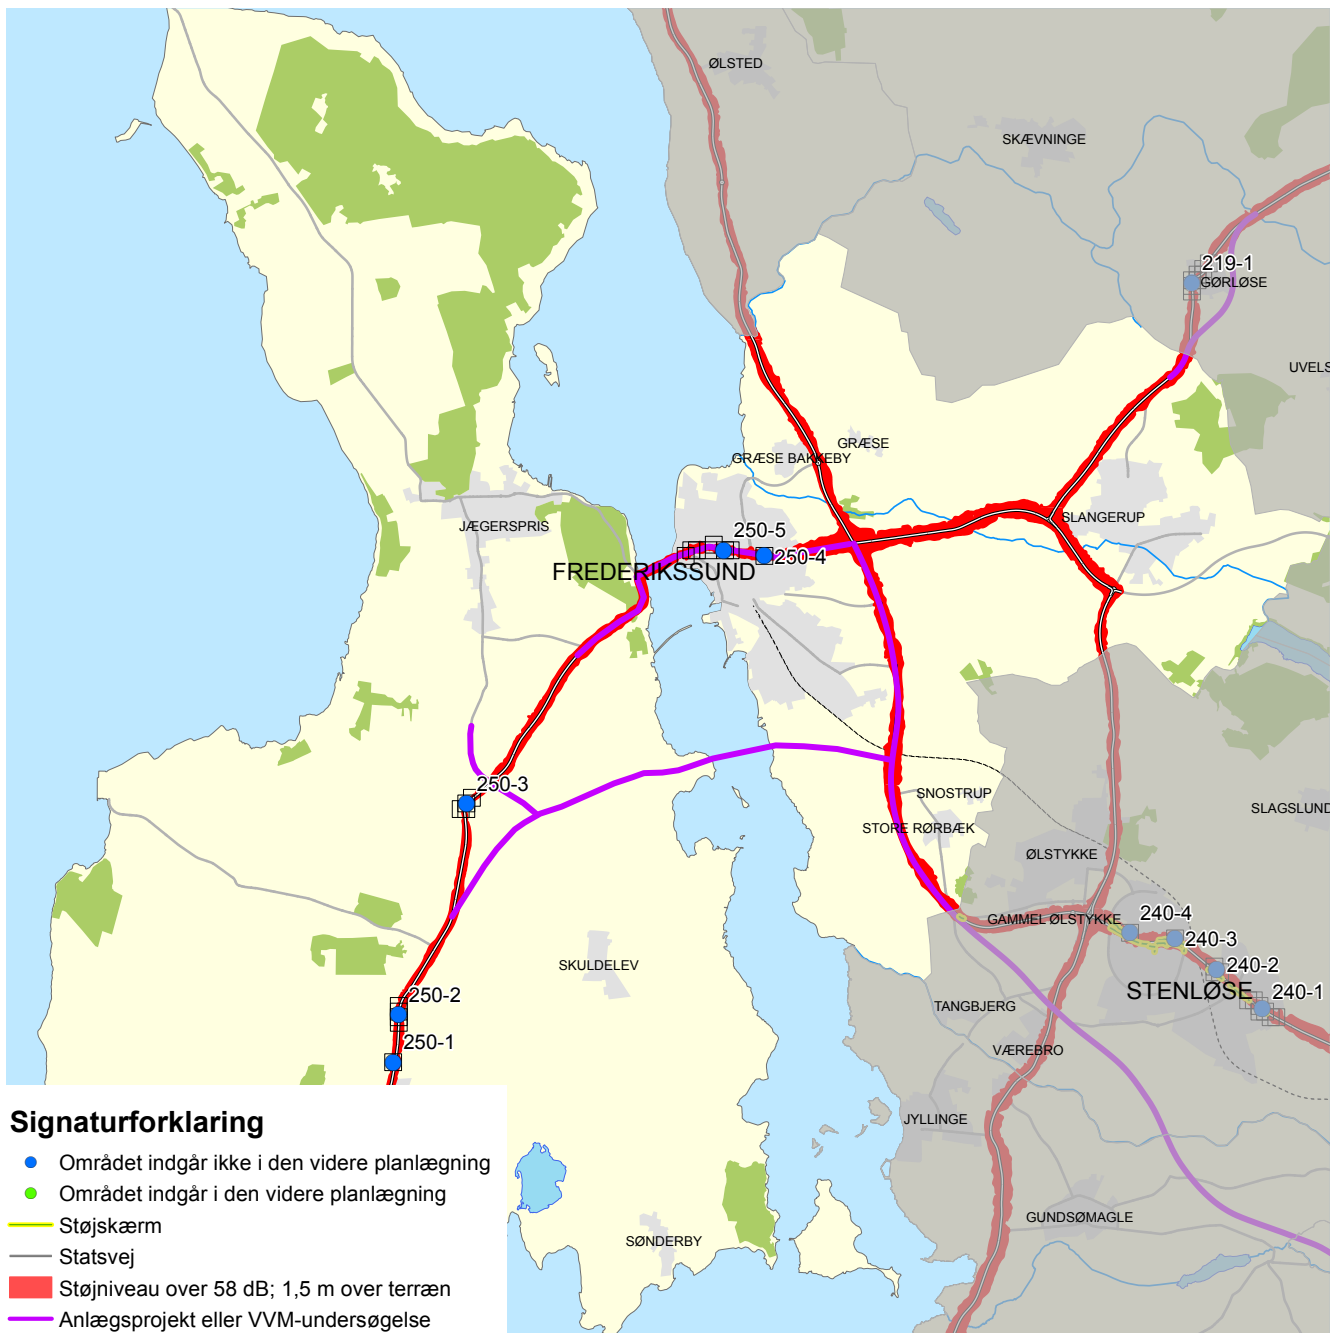 ØLSTED
SKÆVNINGE
219-1
GØRLØSE
UVELS
GRÆSE
GRÆSE BAKKEBY
JÆGERSPRIS
SLANGERUP
250-5
250-4
FREDERIKSSUND
250-3
SNOSTRUP
SLAGSLUND
STORE RØRBÆK
ØLSTYKKE
GAMMEL ØLSTYKKE
240-4
240-3
SKULDELEV
240-2
STENLØSE
240-1
250-2
TANGBJERG
250-1
VÆREBRO
JYLLINGE
GUNDSØMAGLE
SØNDERBY
Signaturforklaring
Området indgår ikke i den videre planlægning
Området indgår i den videre planlægning
Støjskærm
Statsvej
Støjniveau over 58 dB; 1,5 m over terræn
Anlægsprojekt eller VVM-undersøgelse